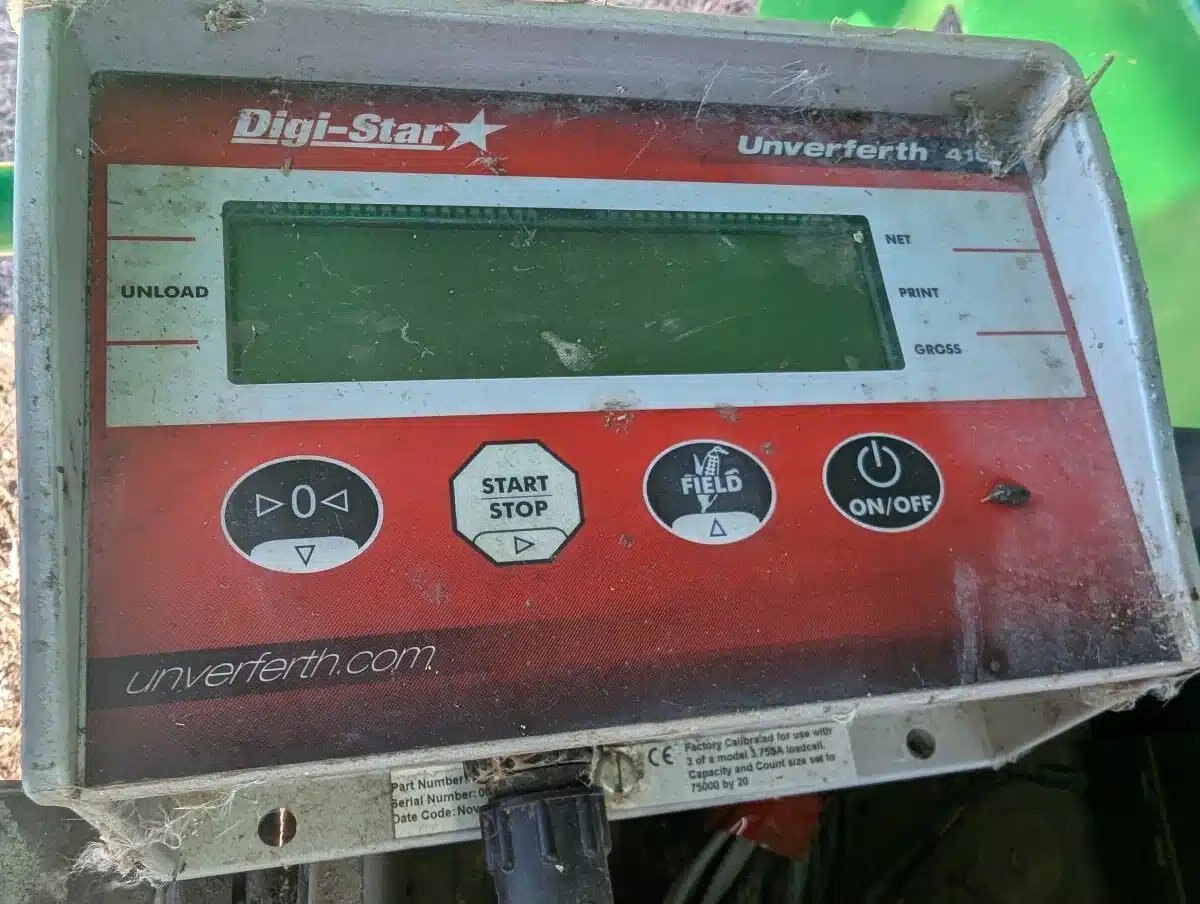 Digi-Star
Unverferth
NET
UNLOAD
PRINT
GROSS
0
START
STOP
FIELD
ON/OFF
unverferth.com
Part Number:
Serial Number:
Date Code: Nov
CE
Factory Calibrated for use with
3 of a model 3.75SA loadcell.
Capacity and Count size set to
75000 by 20